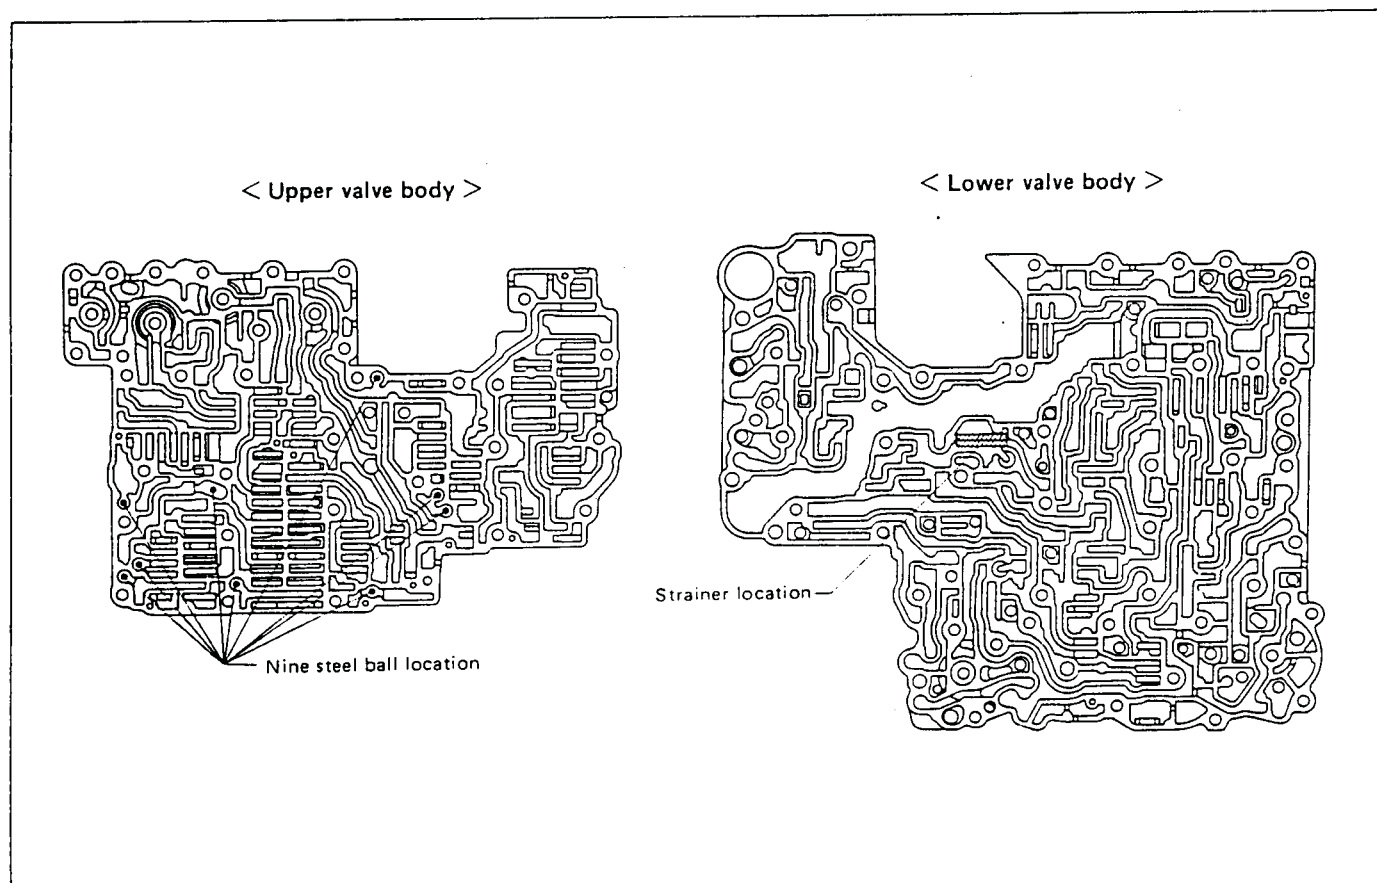 < Upper valve body >
< Lower valve body >
Strainer location
Nine steel ball location